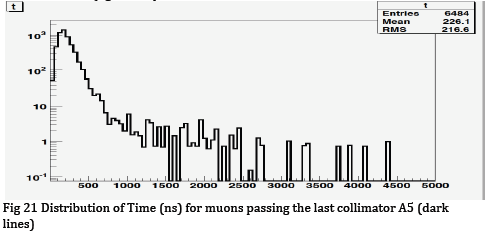 t
t
Entries 6484
Mean 226.1
RMS 216.6
10³
10²
10
1
10⁻¹
500 1000 1500 2000 2500 3000 3500 4000 4500 5000
Fig 21 Distribution of Time (ns) for muons passing the last collimator A5 (dark
lines)